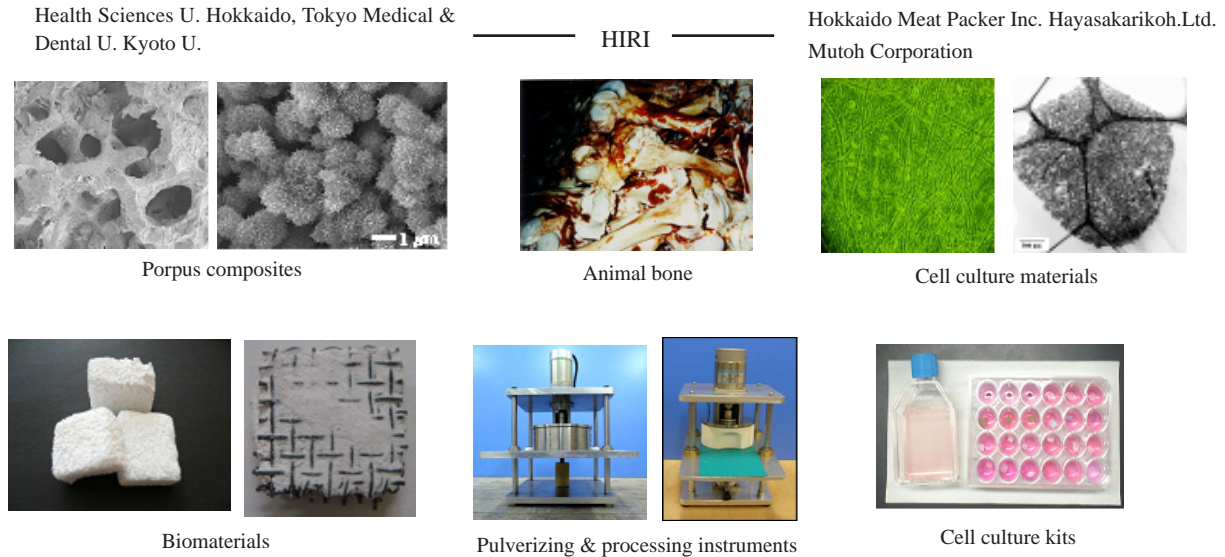 Health Sciences U. Hokkaido, Tokyo Medical &
Dental U. Kyoto U.
HIRI
Hokkaido Meat Packer Inc. Hayasakarikoh.Ltd.
Mutoh Corporation
1 μm
Porpus composites
Animal bone
Cell culture materials
Biomaterials
Pulverizing & processing instruments
Cell culture kits